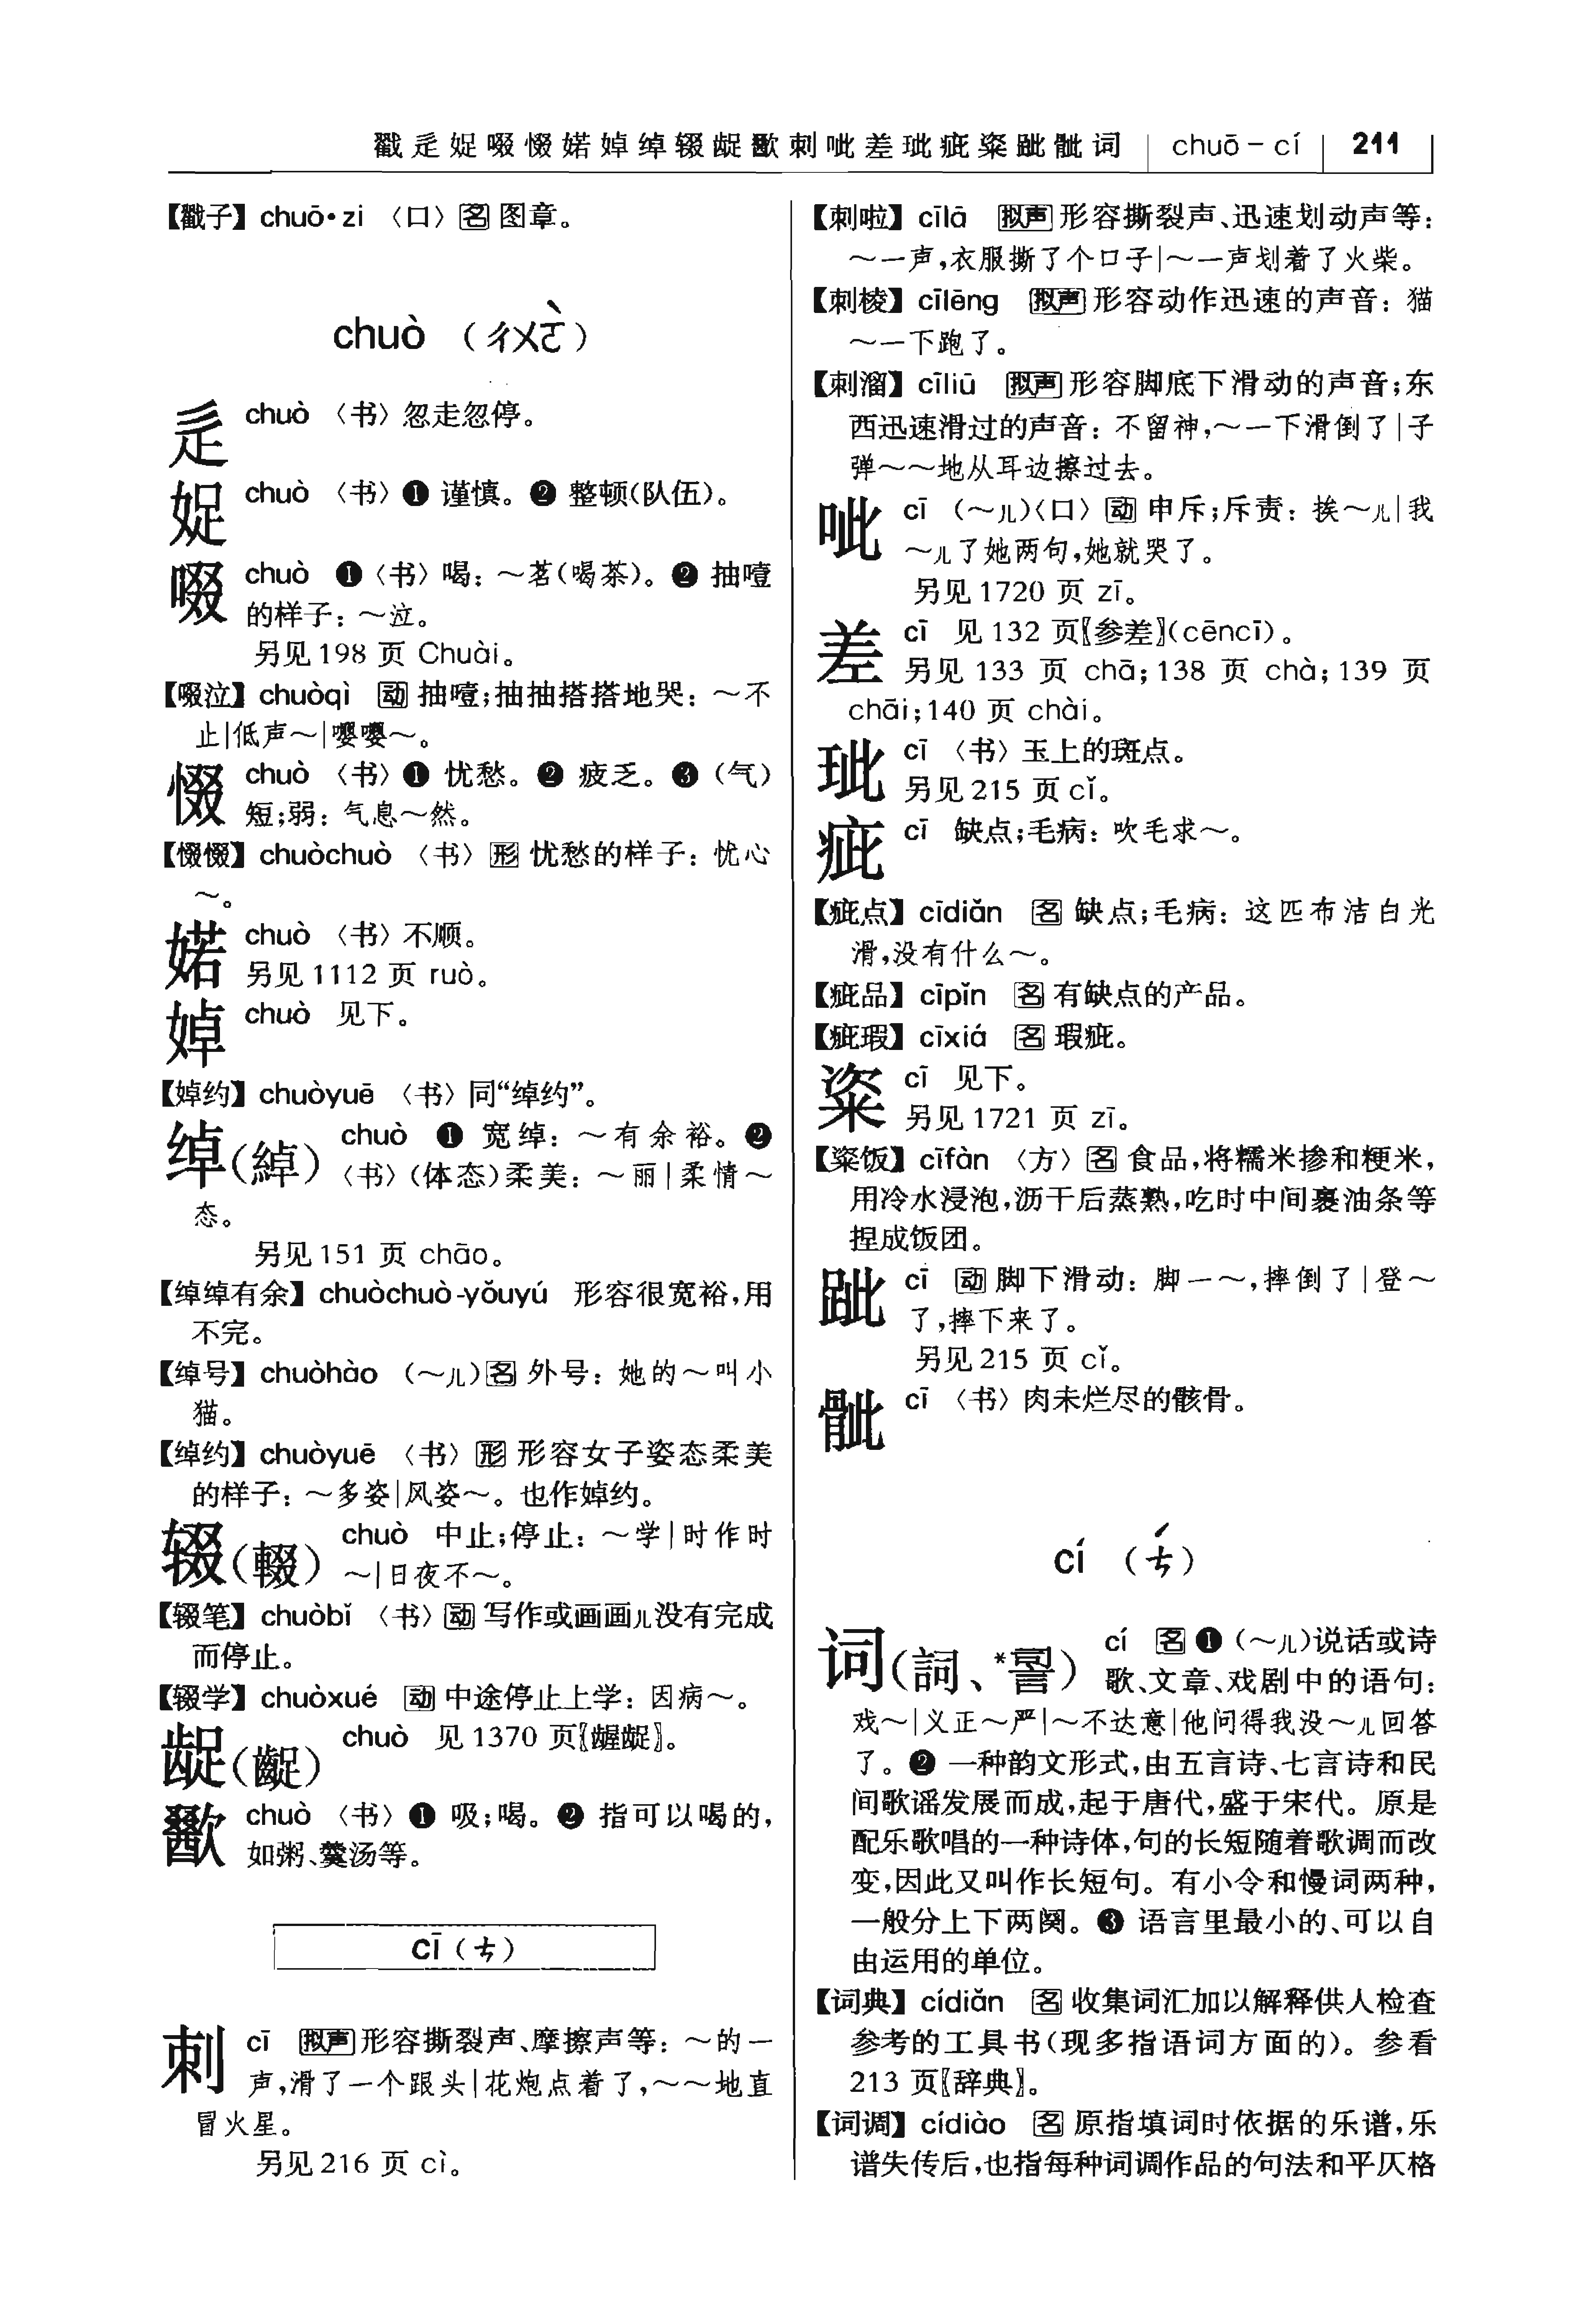 戳辵娖啜惙婼婥绰辍龊歠刺呲差玼疵粢跐骴词 chuō－cí 211
【戳子】chuō·zi 〈口〉名 图章。
chuò （ㄔㄨㄛˋ）
辵 chuò 〈书〉忽走忽停。
娖 chuò 〈书〉❶ 谨慎。❷ 整顿(队伍)。
啜 chuò ❶〈书〉喝：～茗(喝茶)。❷ 抽噎
的样子：～泣。
另见198 页 Chuài。
【啜泣】chuòqì 动 抽噎;抽抽搭搭地哭：～不
止|低声～|嘤嘤～。
惙 chuò 〈书〉❶ 忧愁。❷ 疲乏。❸（气）
短;弱：气息～然。
【惙惙】chuòchuò 〈书〉形 忧愁的样子：忧心
～。
婼 chuò 〈书〉不顺。
另见1112 页 ruò。
婥 chuò 见下。
【婥约】chuòyuē 〈书〉同“绰约”。
绰(綽) chuò ❶ 宽绰：～有余裕。❷
〈书〉(体态)柔美：～丽|柔情～
态。
另见151 页 chāo。
【绰绰有余】chuòchuò-yǒuyú 形容很宽裕,用
不完。
【绰号】chuòhào (～儿)名 外号：她的～叫小
猫。
【绰约】chuòyuē 〈书〉形 形容女子姿态柔美
的样子：～多姿|风姿～。也作婥约。
辍(輟) chuò 中止;停止：～学|时作时
～|日夜不～。
【辍笔】chuòbǐ 〈书〉动 写作或画画儿没有完成
而停止。
【辍学】chuòxué 动 中途停止上学：因病～。
龊(齪) chuò 见1370 页〖龌龊〗。
歠 chuò 〈书〉❶ 吸;喝。❷ 指可以喝的,
如粥、羹汤等。
cī（ㄘ）
刺 cī 拟声 形容撕裂声、摩擦声等：～的一
声,滑了一个跟头|花炮点着了,～～地直
冒火星。
另见216 页 cì。
【刺啦】cīlā 拟声 形容撕裂声、迅速划动声等：
～一声,衣服撕了个口子|～一声划着了火柴。
【刺棱】cīlēng 拟声 形容动作迅速的声音：猫
～一下跑了。
【刺溜】cīliū 拟声 形容脚底下滑动的声音;东
西迅速滑过的声音：不留神,～一下滑倒了|子
弹～～地从耳边擦过去。
呲 cī (～儿)〈口〉动 申斥;斥责：挨～儿|我
～儿了她两句,她就哭了。
另见1720 页 zī。
差 cī 见 132 页〖参差〗(cēncī)。
另见 133 页 chā;138 页 chà;139 页
chāi;140 页 chài。
玼 cī 〈书〉玉上的斑点。
另见215 页 cǐ。
疵 cī 缺点;毛病：吹毛求～。
【疵点】cīdiǎn 名 缺点;毛病：这匹布洁白光
滑,没有什么～。
【疵品】cīpǐn 名 有缺点的产品。
【疵瑕】cīxiá 名 瑕疵。
粢 cī 见下。
另见1721 页 zī。
【粢饭】cīfàn 〈方〉名 食品,将糯米掺和粳米,
用冷水浸泡,沥干后蒸熟,吃时中间裹油条等
捏成饭团。
跐 cī 动 脚下滑动：脚一～,摔倒了|登～
了,摔下来了。
另见215 页 cǐ。
骴 cī 〈书〉肉未烂尽的骸骨。
cí （ㄘˊ）
词(詞、*䛐) cí 名 ❶（～儿)说话或诗
歌、文章、戏剧中的语句：
戏～|义正～严|～不达意|他问得我没～儿回答
了。❷ 一种韵文形式,由五言诗、七言诗和民
间歌谣发展而成,起于唐代,盛于宋代。原是
配乐歌唱的一种诗体,句的长短随着歌调而改
变,因此又叫作长短句。有小令和慢词两种,
一般分上下两阕。❸ 语言里最小的、可以自
由运用的单位。
【词典】cídiǎn 名 收集词汇加以解释供人检查
参考的工具书(现多指语词方面的)。参看
213 页〖辞典〗。
【词调】cídiào 名 原指填词时依据的乐谱,乐
谱失传后,也指每种词调作品的句法和平仄格